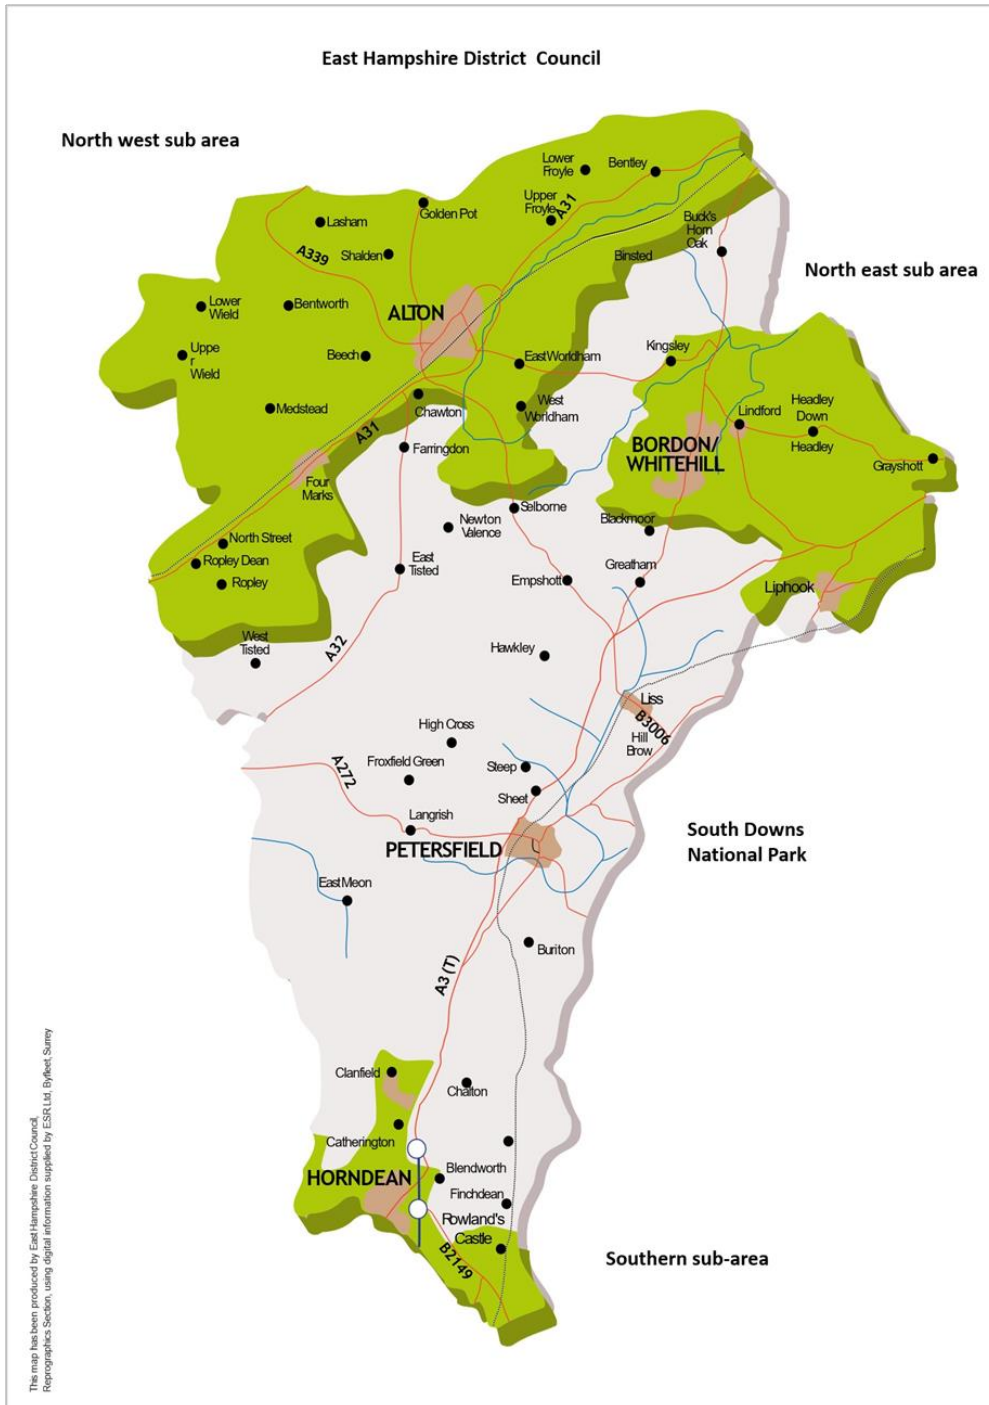 East Hampshire District Council
North west sub area
Lower
Froyle
Bentley
Upper
Froyle
A31
Golden Pot
Lasham
Buck's
Horn
Oak
A339
Shalden
Binsted
North east sub area
Lower
Wield
Bentworth
ALTON
Uppe
r
Wield
Beech
East Worldham
Kingsley
Medstead
Chawton
West
Worldham
Lindford
Headley
Down
Headley
A31
Farringdon
BORDON/
WHITEHILL
Grayshott
Four
Marks
Selborne
Newton
Valence
Blackmoor
North Street
Ropley Dean
Ropley
East
Tisted
Empshott
Greatham
Liphook
West
Tisted
A32
Hawkley
Liss
B3006
Hill
Brow
High Cross
Froxfield Green
A272
Steep
Sheet
Langrish
PETERSFIELD
South Downs
National Park
East Meon
Buriton
A3 (T)
Clanfield
Chalton
Catherington
HORNDEAN
Blendworth
Finchdean
Rowland's
Castle
B2149
Southern sub-area
This map has been produced by East Hampshire District Council,
Reprographics Section, using digital information supplied by ESR Ltd, Byfleet, Surrey